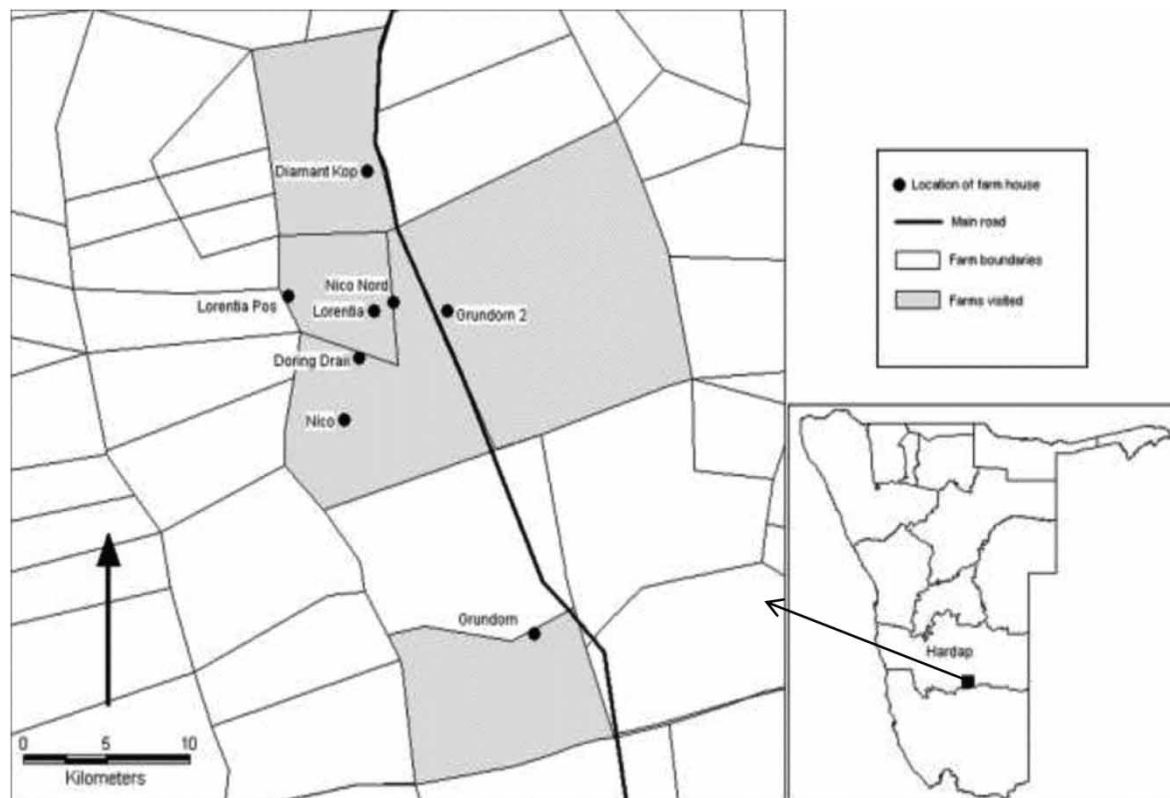 Diamant Kop
Nico Nord
Lorentia Pos
Lorentia
Grundorn 2
Doring Draii
Nico
Grundorn
0 5 10
Kilometers
Location of farm house
Main road
Farm boundaries
Farms visited
Hardap